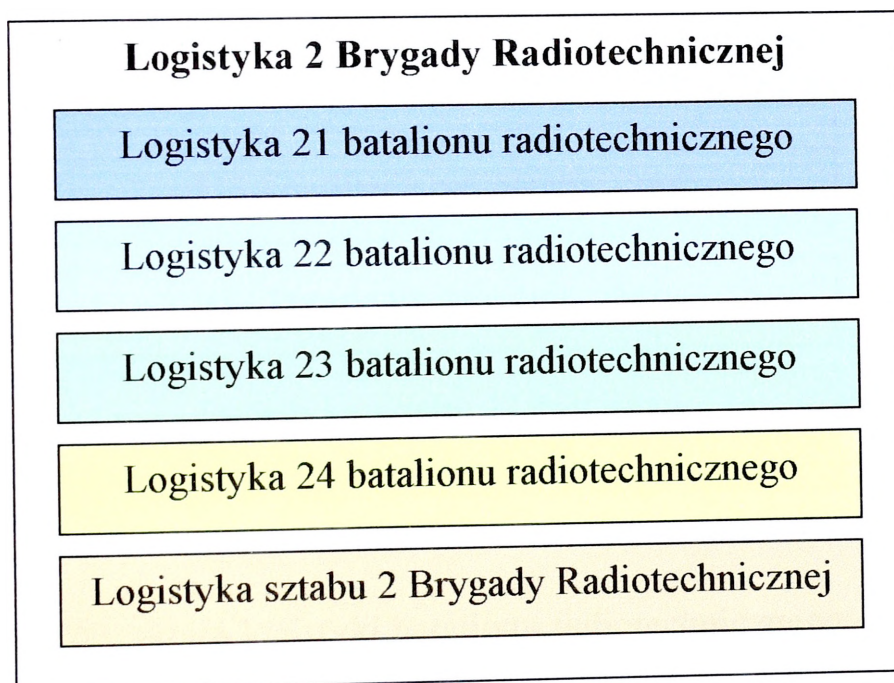 Logistyka 2 Brygady Radiotechnicznej
Logistyka 21 batalionu radiotechnicznego
Logistyka 22 batalionu radiotechnicznego
Logistyka 23 batalionu radiotechnicznego
Logistyka 24 batalionu radiotechnicznego
Logistyka sztabu 2 Brygady Radiotechnicznej